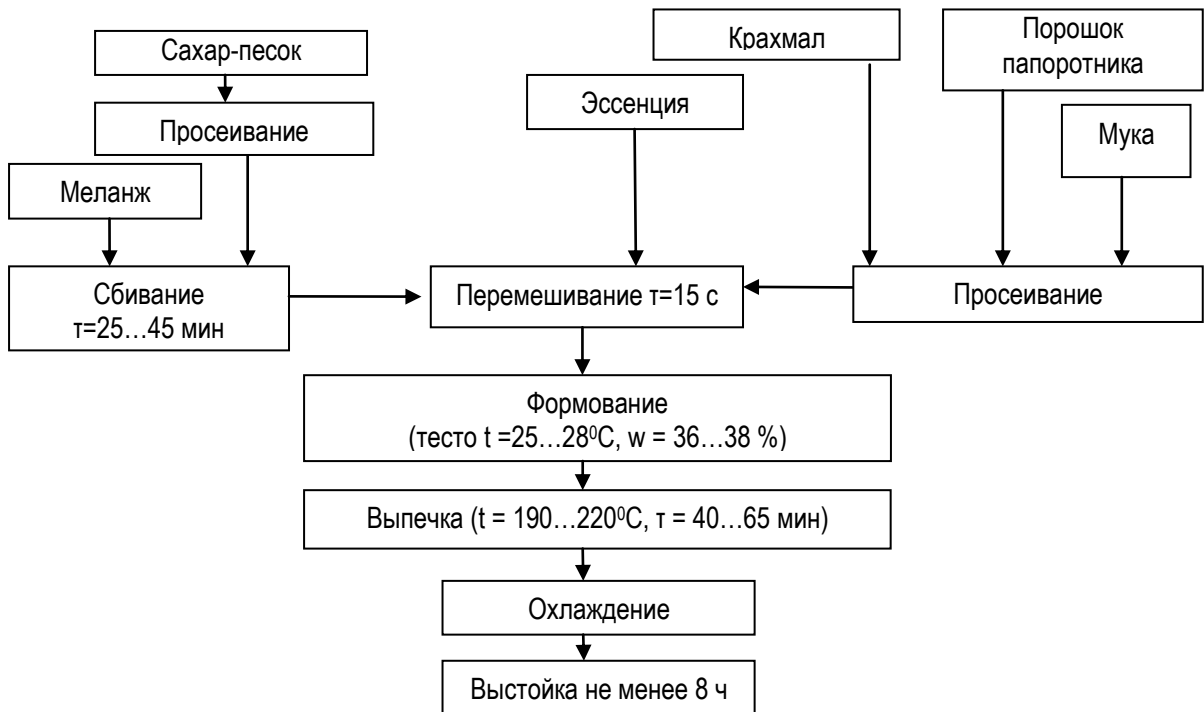 Сахар-песок
Крахмал
Порошок
папоротника
Эссенция
Просеивание
Мука
Меланж
Сбивание
τ=25…45 мин
Перемешивание τ=15 с
Просеивание
Формование
(тесто t =25…28⁰С, w = 36…38 %)
Выпечка (t = 190…220⁰С, τ = 40…65 мин)
Охлаждение
Выстойка не менее 8 ч